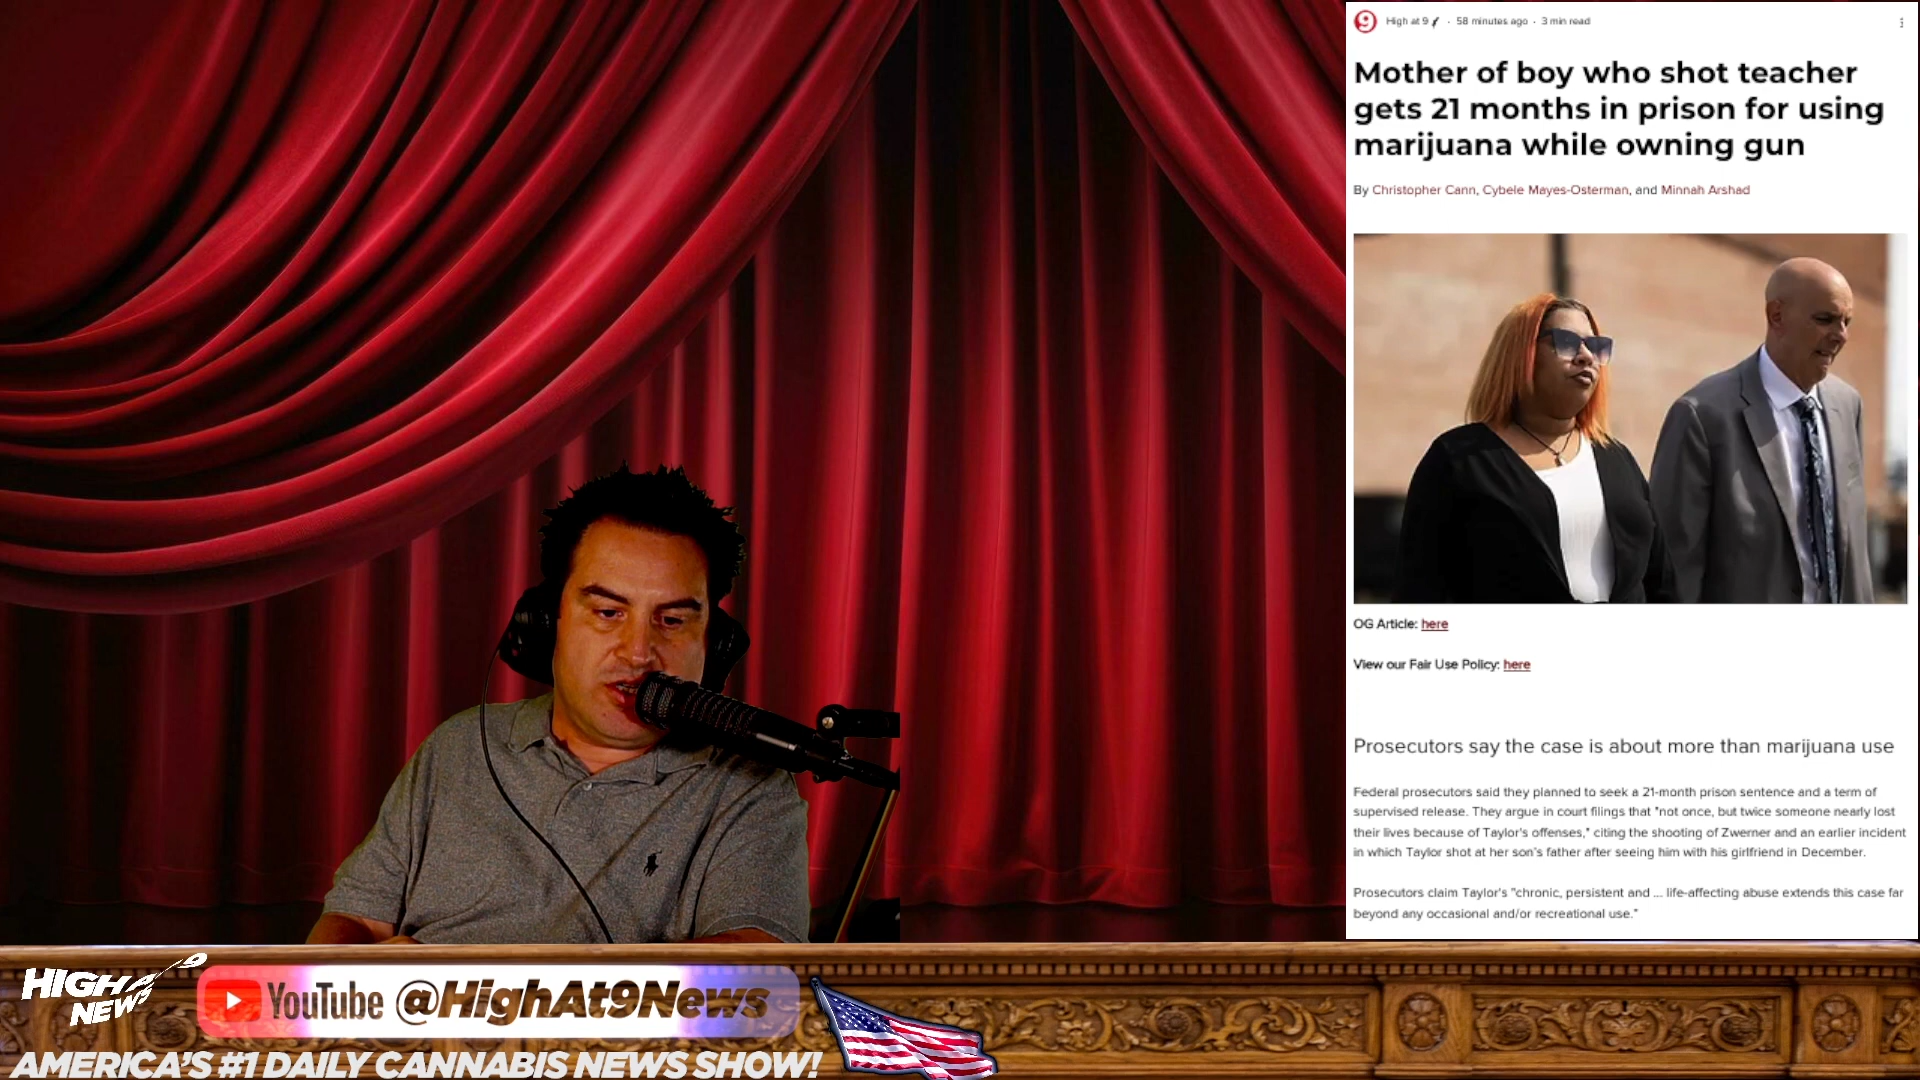 High at 9 · 58 minutes ago · 3 min read
Mother of boy who shot teacher
gets 21 months in prison for using
marijuana while owning gun
By Christopher Cann, Cybele Mayes-Osterman, and Minnah Arshad
OG Article: here
View our Fair Use Policy: here
Prosecutors say the case is about more than marijuana use
Federal prosecutors said they planned to seek a 21-month prison sentence and a term of
supervised release. They argue in court filings that "not once, but twice someone nearly lost
their lives because of Taylor's offenses," citing the shooting of Zwerner and an earlier incident
in which Taylor shot at her son's father after seeing him with his girlfriend in December.
Prosecutors claim Taylor's "chronic, persistent and ... life-affecting abuse extends this case far
beyond any occasional and/or recreational use."
HIGH 9
NEWS
YouTube @HighAt9News
AMERICA'S #1 DAILY CANNABIS NEWS SHOW!